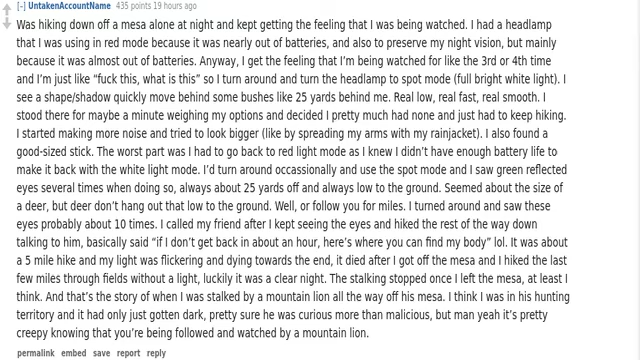 [-] UntakenAccountName 435 points 19 hours ago
Was hiking down off a mesa alone at night and kept getting the feeling that I was being watched. I had a headlamp
that I was using in red mode because it was nearly out of batteries, and also to preserve my night vision, but mainly
because it was almost out of batteries. Anyway, I get the feeling that I'm being watched for like the 3rd or 4th time
and I'm just like "fuck this, what is this" so I turn around and turn the headlamp to spot mode (full bright white light). I
see a shape/shadow quickly move behind some bushes like 25 yards behind me. Real low, real fast, real smooth. I
stood there for maybe a minute weighing my options and decided I pretty much had none and just had to keep hiking.
I started making more noise and tried to look bigger (like by spreading my arms with my rainjacket). I also found a
good-sized stick. The worst part was I had to go back to red light mode as I knew I didn't have enough battery life to
make it back with the white light mode. I'd turn around occassionally and use the spot mode and I saw green reflected
eyes several times when doing so, always about 25 yards off and always low to the ground. Seemed about the size of
a deer, but deer don't hang out that low to the ground. Well, or follow you for miles. I turned around and saw these
eyes probably about 10 times. I called my friend after I kept seeing the eyes and hiked the rest of the way down
talking to him, basically said "if I don't get back in about an hour, here's where you can find my body" lol. It was about
a 5 mile hike and my light was flickering and dying towards the end, it died after I got off the mesa and I hiked the last
few miles through fields without a light, luckily it was a clear night. The stalking stopped once I left the mesa, at least I
think. And that's the story of when I was stalked by a mountain lion all the way off his mesa. I think I was in his hunting
territory and it had only just gotten dark, pretty sure he was curious more than malicious, but man yeah it's pretty
creepy knowing that you're being followed and watched by a mountain lion.
permalink embed save report reply